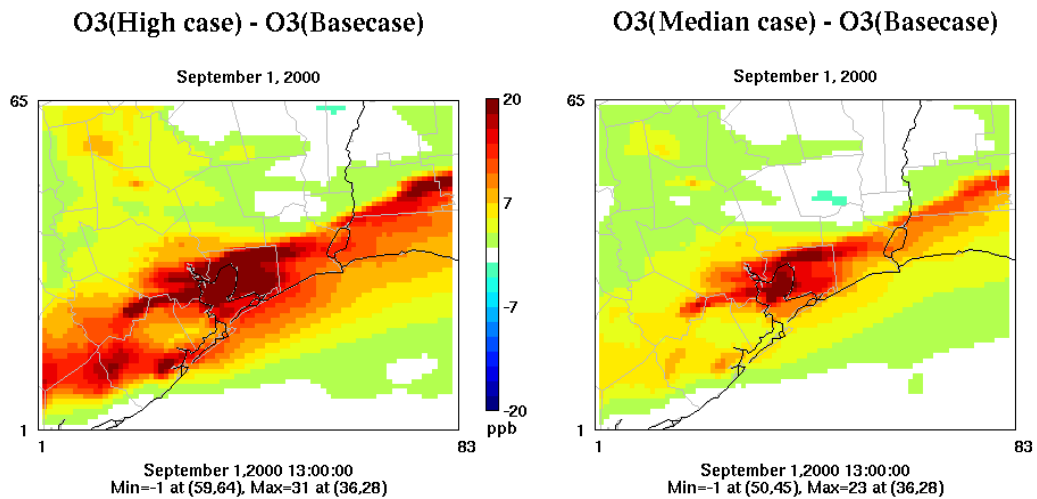 O3(High case) - O3(Basecase)
September 1, 2000
65
1
1
83
20
7
-7
-20
ppb
September 1,2000 13:00:00
Min=-1 at (59,64), Max=31 at (36,28)
O3(Median case) - O3(Basecase)
September 1, 2000
65
1
1
83
September 1,2000 13:00:00
Min=-1 at (50,45), Max=23 at (36,28)